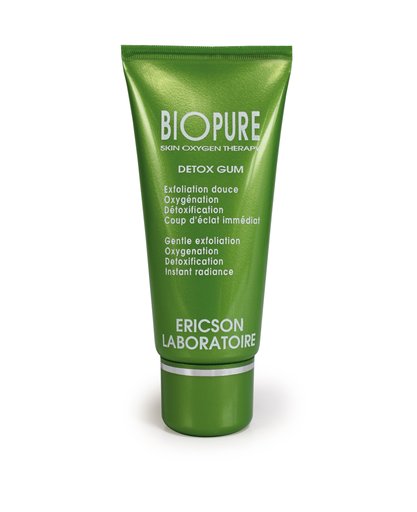 BIOPURE
SKIN OXYGEN THERAPY
DETOX GUM
Exfoliation douce
Oxygénation
Détoxification
Coup d'éclat immédiat
Gentle exfoliation
Oxygenation
Detoxification
Instant radiance
ERICSON
LABORATOIRE